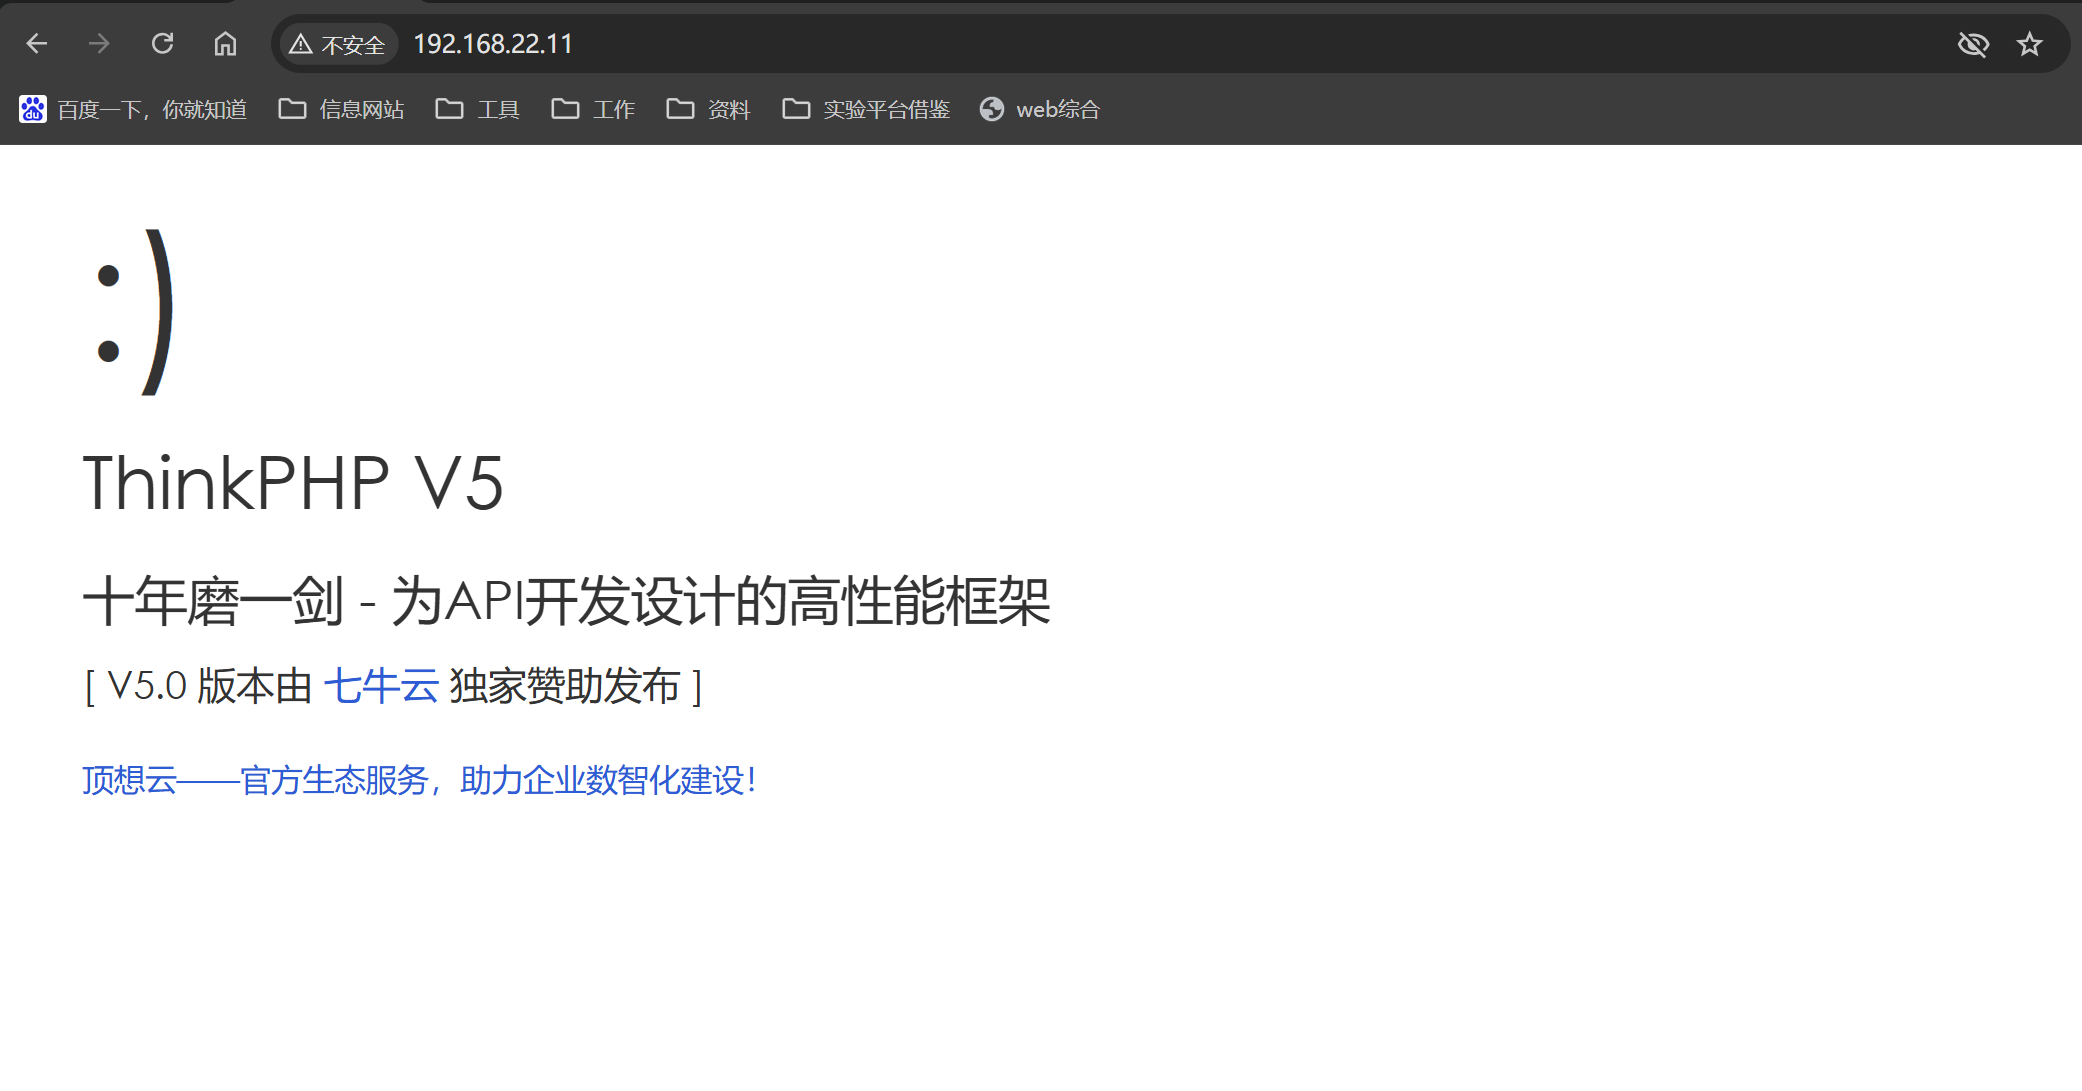 不安全 192.168.22.11
百度一下，你就知道 信息网站 工具 工作 资料 实验平台借鉴 web综合
:)
ThinkPHP V5
十年磨一剑 - 为API开发设计的高性能框架
[ V5.0 版本由 七牛云 独家赞助发布 ]
顶想云——官方生态服务，助力企业数智化建设！